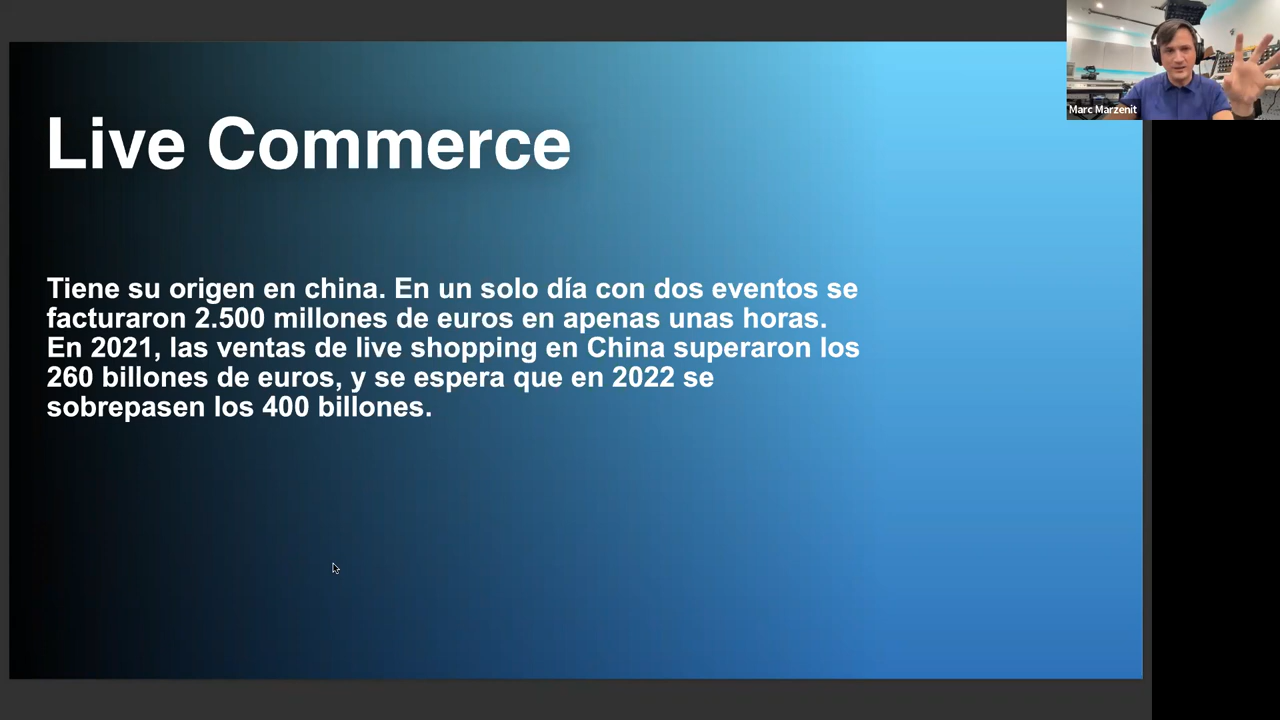 Live Commerce
Tiene su origen en china. En un solo día con dos eventos se
facturaron 2.500 millones de euros en apenas unas horas.
En 2021, las ventas de live shopping en China superaron los
260 billones de euros, y se espera que en 2022 se
sobrepasen los 400 billones.
Marc Marzenit